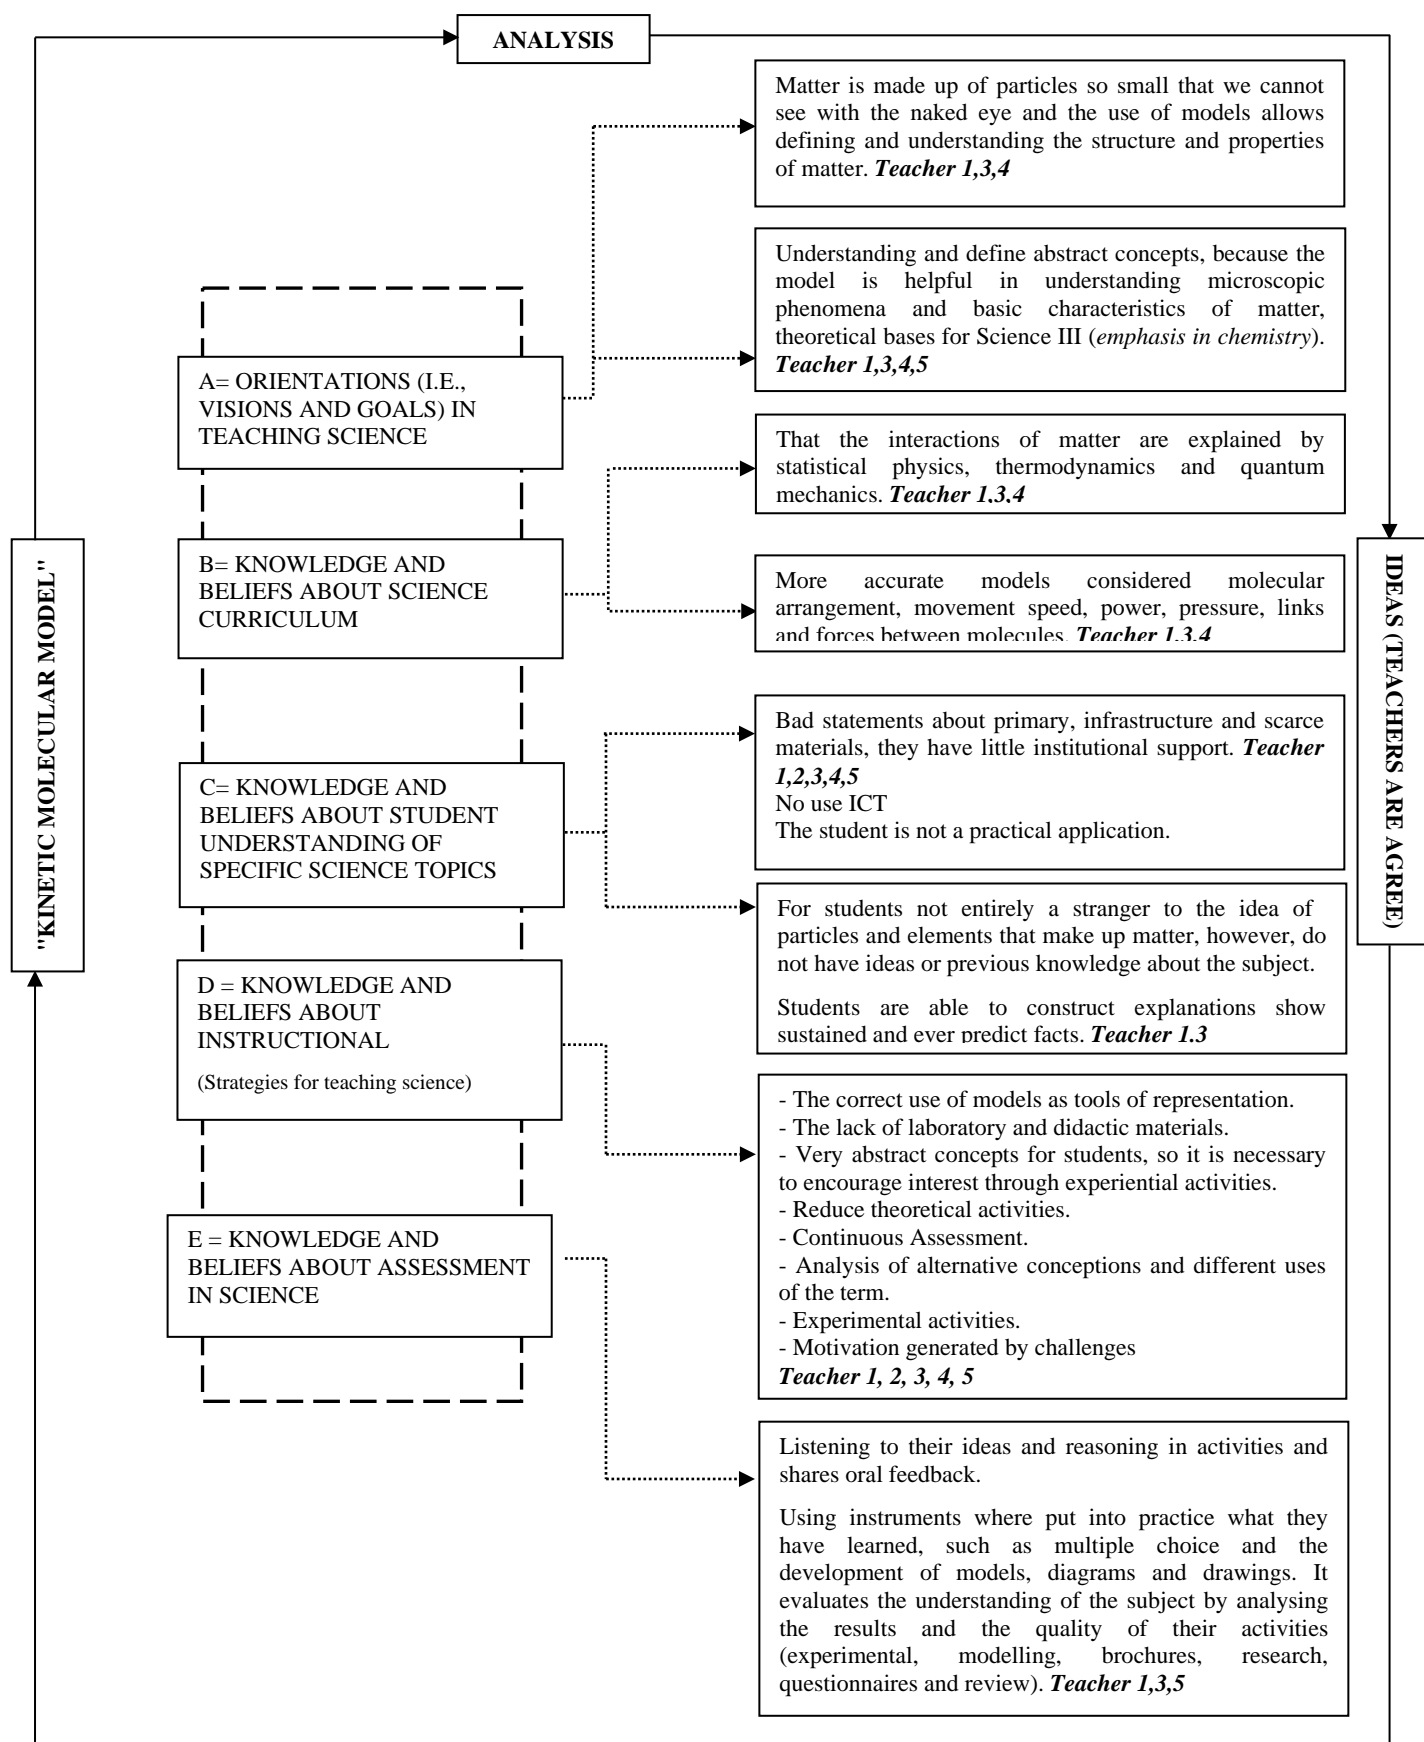 ANALYSIS
"KINETIC MOLECULAR MODEL"
A= ORIENTATIONS (I.E.,
VISIONS AND GOALS) IN
TEACHING SCIENCE
B= KNOWLEDGE AND
BELIEFS ABOUT SCIENCE
CURRICULUM
C= KNOWLEDGE AND
BELIEFS ABOUT STUDENT
UNDERSTANDING OF
SPECIFIC SCIENCE TOPICS
D = KNOWLEDGE AND
BELIEFS ABOUT
INSTRUCTIONAL
(Strategies for teaching science)
E = KNOWLEDGE AND
BELIEFS ABOUT ASSESSMENT
IN SCIENCE
Matter is made up of particles so small that we cannot
see with the naked eye and the use of models allows
defining and understanding the structure and properties
of matter. Teacher 1,3,4
Understanding and define abstract concepts, because the
model is helpful in understanding microscopic
phenomena and basic characteristics of matter,
theoretical bases for Science III (emphasis in chemistry).
Teacher 1,3,4,5
That the interactions of matter are explained by
statistical physics, thermodynamics and quantum
mechanics. Teacher 1,3,4
More accurate models considered molecular
arrangement, movement speed, power, pressure, links
and forces between molecules. Teacher 1,3,4
Bad statements about primary, infrastructure and scarce
materials, they have little institutional support. Teacher
1,2,3,4,5
No use ICT
The student is not a practical application.
For students not entirely a stranger to the idea of
particles and elements that make up matter, however, do
not have ideas or previous knowledge about the subject.
Students are able to construct explanations show
sustained and ever predict facts. Teacher 1.3
- The correct use of models as tools of representation.
- The lack of laboratory and didactic materials.
- Very abstract concepts for students, so it is necessary
to encourage interest through experiential activities.
- Reduce theoretical activities.
- Continuous Assessment.
- Analysis of alternative conceptions and different uses
of the term.
- Experimental activities.
- Motivation generated by challenges
Teacher 1, 2, 3, 4, 5
Listening to their ideas and reasoning in activities and
shares oral feedback.
Using instruments where put into practice what they
have learned, such as multiple choice and the
development of models, diagrams and drawings. It
evaluates the understanding of the subject by analysing
the results and the quality of their activities
(experimental, modelling, brochures, research,
questionnaires and review). Teacher 1,3,5
IDEAS (TEACHERS ARE AGREE)